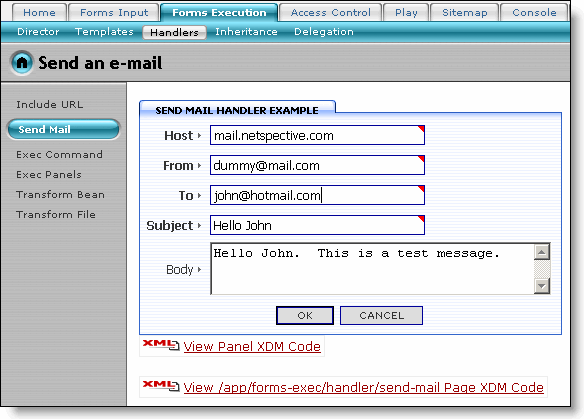 Home Forms Input Forms Execution Access Control Play Sitemap Console
Director Templates Handlers Inheritance Delegation
Send an e-mail
Include URL
Send Mail
Exec Command
Exec Panels
Transform Bean
Transform File
SEND MAIL HANDLER EXAMPLE
Host mail.netspective.com
From dummy@mail.com
To john@hotmail.com
Subject Hello John
Body Hello John.  This is a test message.
OK CANCEL
XML View Panel XDM Code
XML View /app/forms-exec/handler/send-mail Page XDM Code